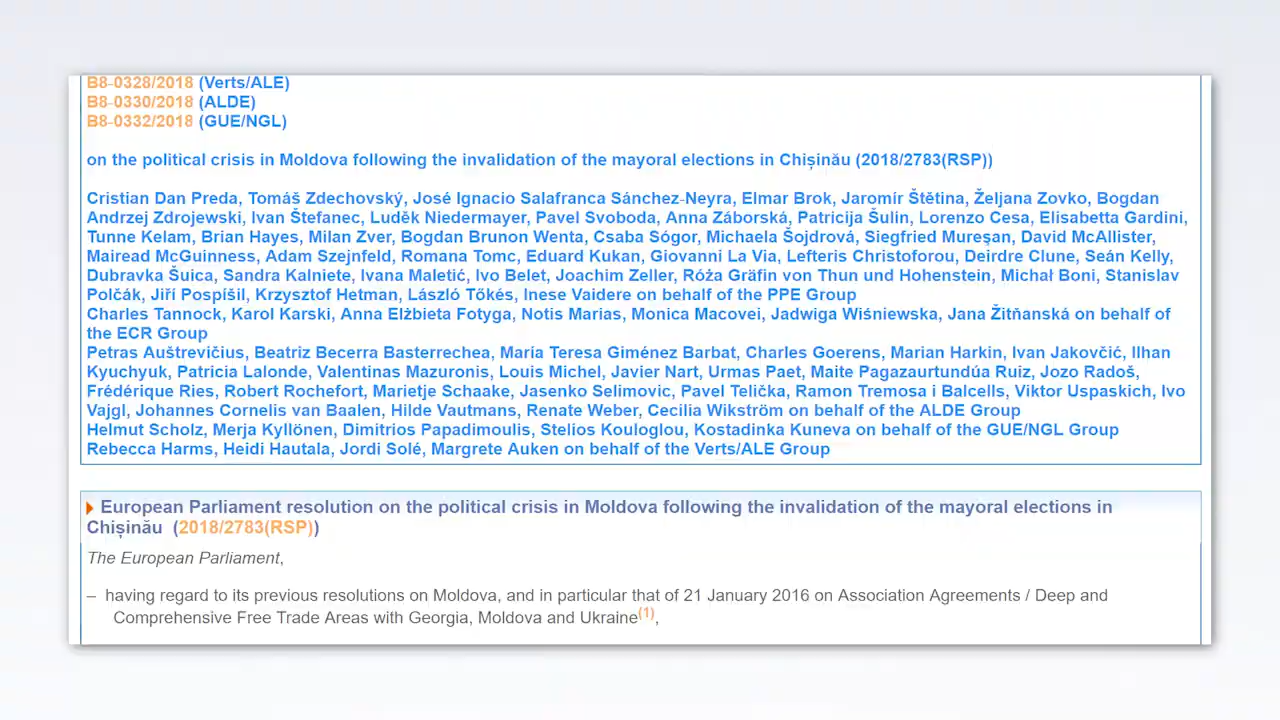 B8-0328/2018 (Verts/ALE)
B8-0330/2018 (ALDE)
B8-0332/2018 (GUE/NGL)
on the political crisis in Moldova following the invalidation of the mayoral elections in Chișinău (2018/2783(RSP))
Cristian Dan Preda, Tomáš Zdechovský, José Ignacio Salafranca Sánchez-Neyra, Elmar Brok, Jaromír Štětina, Željana Zovko, Bogdan
Andrzej Zdrojewski, Ivan Štefanec, Luděk Niedermayer, Pavel Svoboda, Anna Záborská, Patricija Šulin, Lorenzo Cesa, Elisabetta Gardini,
Tunne Kelam, Brian Hayes, Milan Zver, Bogdan Brunon Wenta, Csaba Sógor, Michaela Šojdrová, Siegfried Mureşan, David McAllister,
Mairead McGuinness, Adam Szejnfeld, Romana Tomc, Eduard Kukan, Giovanni La Via, Lefteris Christoforou, Deirdre Clune, Seán Kelly,
Dubravka Šuica, Sandra Kalniete, Ivana Maletić, Ivo Belet, Joachim Zeller, Róża Gräfin von Thun und Hohenstein, Michał Boni, Stanislav
Polčák, Jiří Pospíšil, Krzysztof Hetman, László Tőkés, Inese Vaidere on behalf of the PPE Group
Charles Tannock, Karol Karski, Anna Elżbieta Fotyga, Notis Marias, Monica Macovei, Jadwiga Wiśniewska, Jana Žitňanská on behalf of
the ECR Group
Petras Auštrevičius, Beatriz Becerra Basterrechea, María Teresa Giménez Barbat, Charles Goerens, Marian Harkin, Ivan Jakovčić, Ilhan
Kyuchyuk, Patricia Lalonde, Valentinas Mazuronis, Louis Michel, Javier Nart, Urmas Paet, Maite Pagazaurtundúa Ruiz, Jozo Radoš,
Frédérique Ries, Robert Rochefort, Marietje Schaake, Jasenko Selimovic, Pavel Telička, Ramon Tremosa i Balcells, Viktor Uspaskich, Ivo
Vajgl, Johannes Cornelis van Baalen, Hilde Vautmans, Renate Weber, Cecilia Wikström on behalf of the ALDE Group
Helmut Scholz, Merja Kyllönen, Dimitrios Papadimoulis, Stelios Kouloglou, Kostadinka Kuneva on behalf of the GUE/NGL Group
Rebecca Harms, Heidi Hautala, Jordi Solé, Margrete Auken on behalf of the Verts/ALE Group
European Parliament resolution on the political crisis in Moldova following the invalidation of the mayoral elections in
Chișinău (2018/2783(RSP))
The European Parliament,
– having regard to its previous resolutions on Moldova, and in particular that of 21 January 2016 on Association Agreements / Deep and
Comprehensive Free Trade Areas with Georgia, Moldova and Ukraine(1),